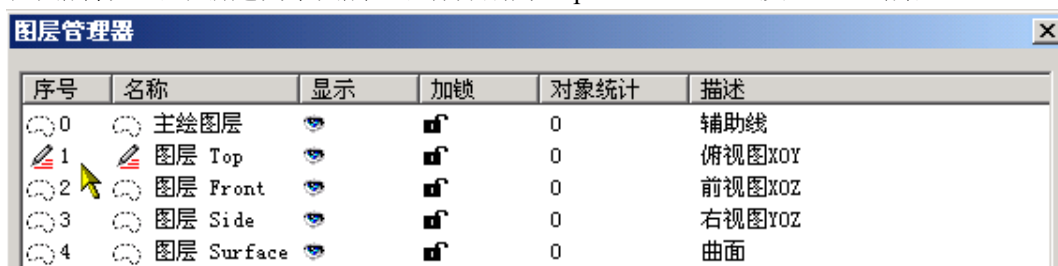 图层管理器
序号 名称 显示 加锁 对象统计 描述
0 主绘图层 0 辅助线
1 图层 Top 0 俯视图XOY
2 图层 Front 0 前视图XOZ
3 图层 Side 0 右视图YOZ
4 图层 Surface 0 曲面